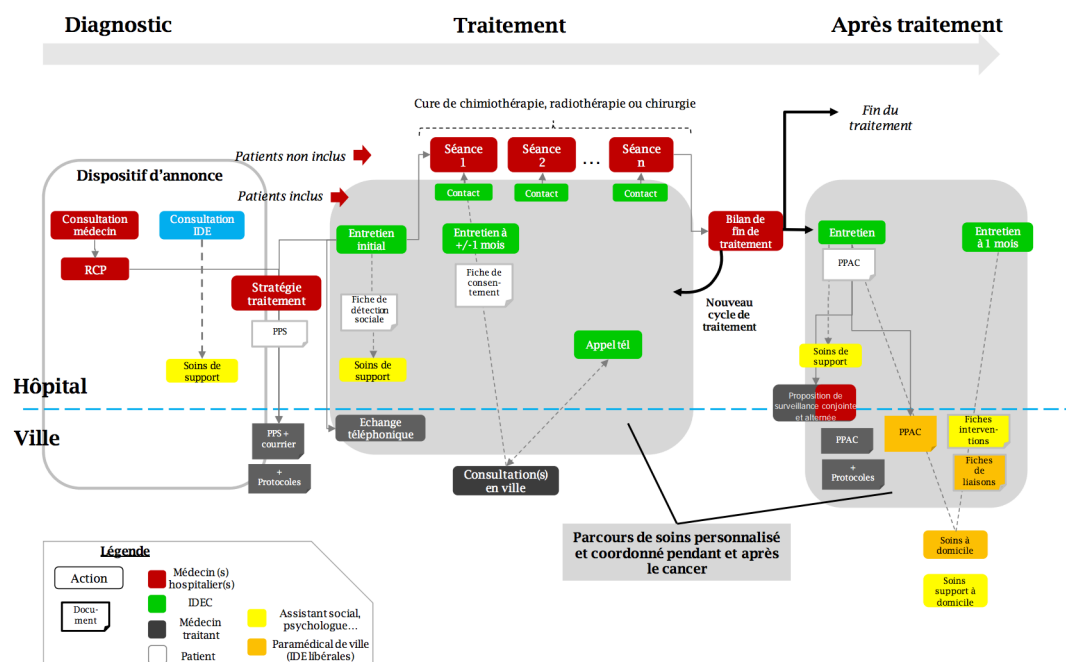 Diagnostic
Traitement
Après traitement
Cure de chimiothérapie, radiothérapie ou chirurgie
Fin du
traitement
Patients non inclus
Séance
1
Séance
2
...
Séance
n
Dispositif d'annonce
Patients inclus
Contact
Contact
Contact
Consultation
médecin
Consultation
IDE
Entretien
initial
Entretien à
+/-1 mois
Bilan de
fin de
traitement
Entretien
Entretien
à 1 mois
RCP
Stratégie
traitement
PPS
Fiche de
détection
sociale
Fiche
de con-
sentement
PPAC
Nouveau
cycle de
traitement
Appel tél
Soins de
support
Soins de
support
Soins de
support
Hôpital
Proposition de
surveillance conjointe
et alternée
Ville
PPS +
courrier
Echange
téléphonique
PPAC
PPAC
Fiches
interven-
tions
+
Protocoles
Consultation(s)
en ville
+
Protocoles
Fiches
de
liaisons
Parcours de soins personnalisé
et coordonné pendant et après
le cancer
Soins à
domicile
Soins
support à
domicile
Légende
Action
Docu-
ment
Médecin (s)
hospitalier(s)
IDEC
Médecin
traitant
Patient
Assistant social,
psychologue...
Paramédical de ville
(IDE libérales)